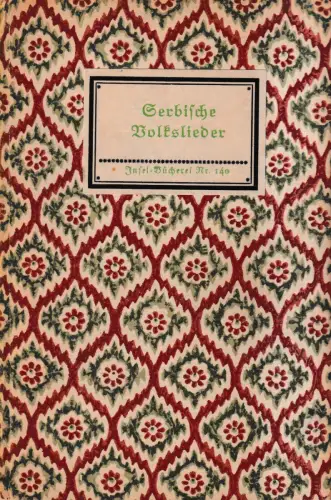 Serbische
Volkslieder
Insel-Bücherei Nr. 140